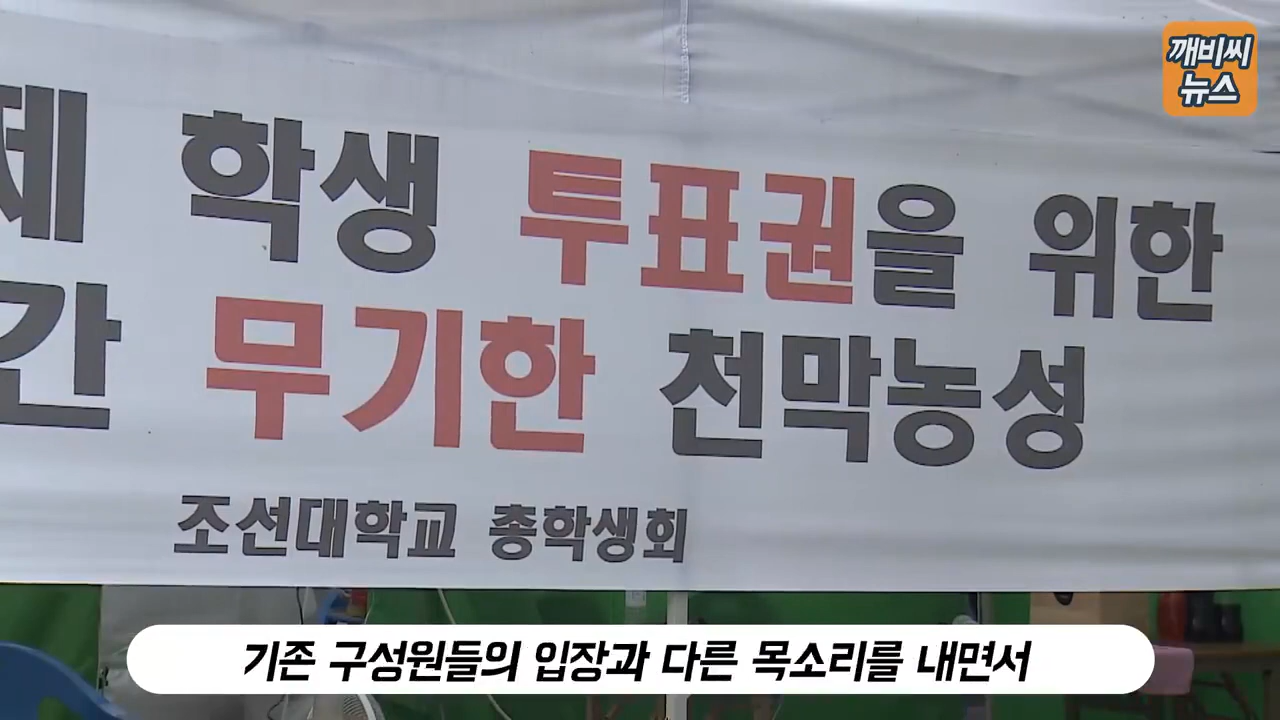 깨비씨
뉴스
제 학생 투표권을 위한
간 무기한 천막농성
조선대학교 총학생회
기존 구성원들의 입장과 다른 목소리를 내면서